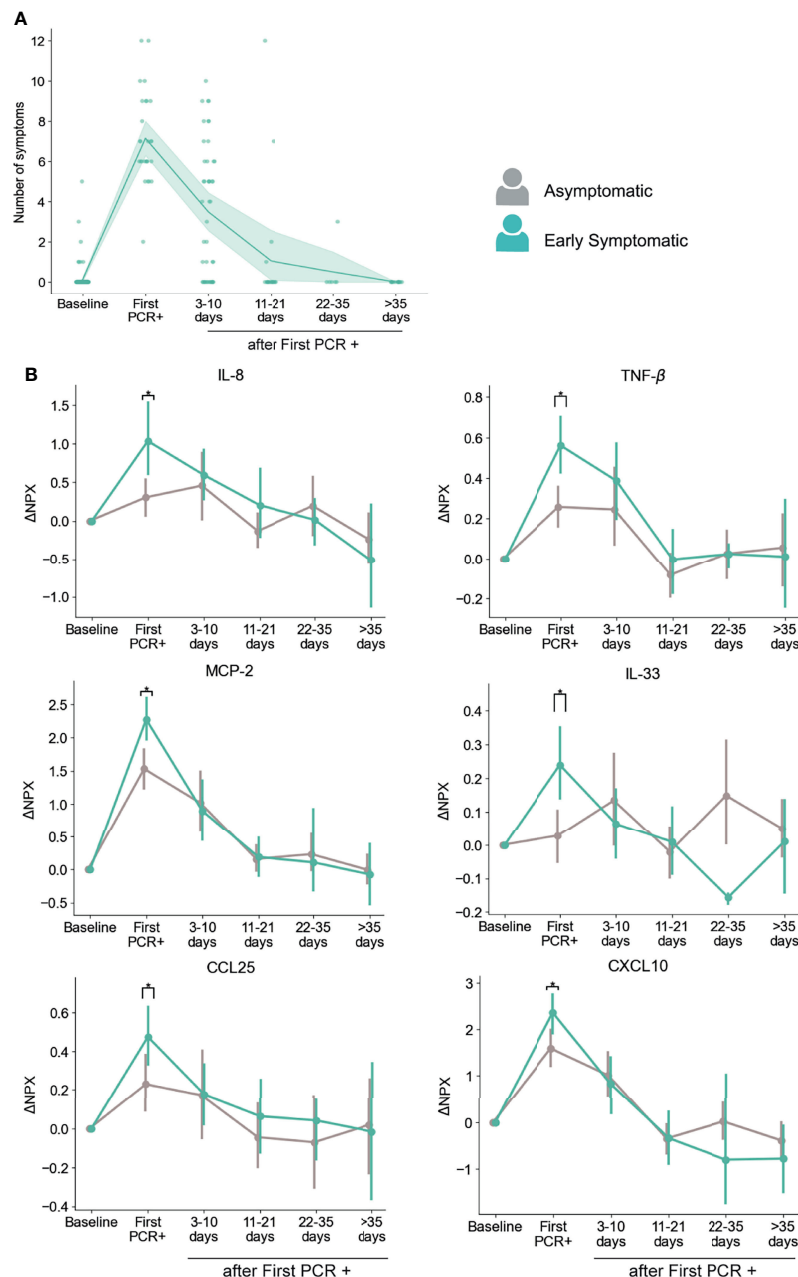 A
Number of symptoms
12
10
8
6
4
2
0
Baseline
First PCR+
3-10 days
11-21 days
22-35 days
>35 days
after First PCR +
Asymptomatic
Early Symptomatic
B
IL-8
ΔNPX
1.5
1.0
0.5
0.0
−0.5
−1.0
*
Baseline
First PCR+
3-10 days
11-21 days
22-35 days
>35 days
TNF-β
ΔNPX
0.8
0.6
0.4
0.2
0.0
−0.2
*
Baseline
First PCR+
3-10 days
11-21 days
22-35 days
>35 days
MCP-2
ΔNPX
2.5
2.0
1.5
1.0
0.5
0.0
−0.5
*
Baseline
First PCR+
3-10 days
11-21 days
22-35 days
>35 days
IL-33
ΔNPX
0.4
0.3
0.2
0.1
0.0
−0.1
−0.2
*
Baseline
First PCR+
3-10 days
11-21 days
22-35 days
>35 days
CCL25
ΔNPX
0.6
0.4
0.2
0.0
−0.2
−0.4
*
Baseline
First PCR+
3-10 days
11-21 days
22-35 days
>35 days
after First PCR +
CXCL10
ΔNPX
3
2
1
0
−1
*
Baseline
First PCR+
3-10 days
11-21 days
22-35 days
>35 days
after First PCR +